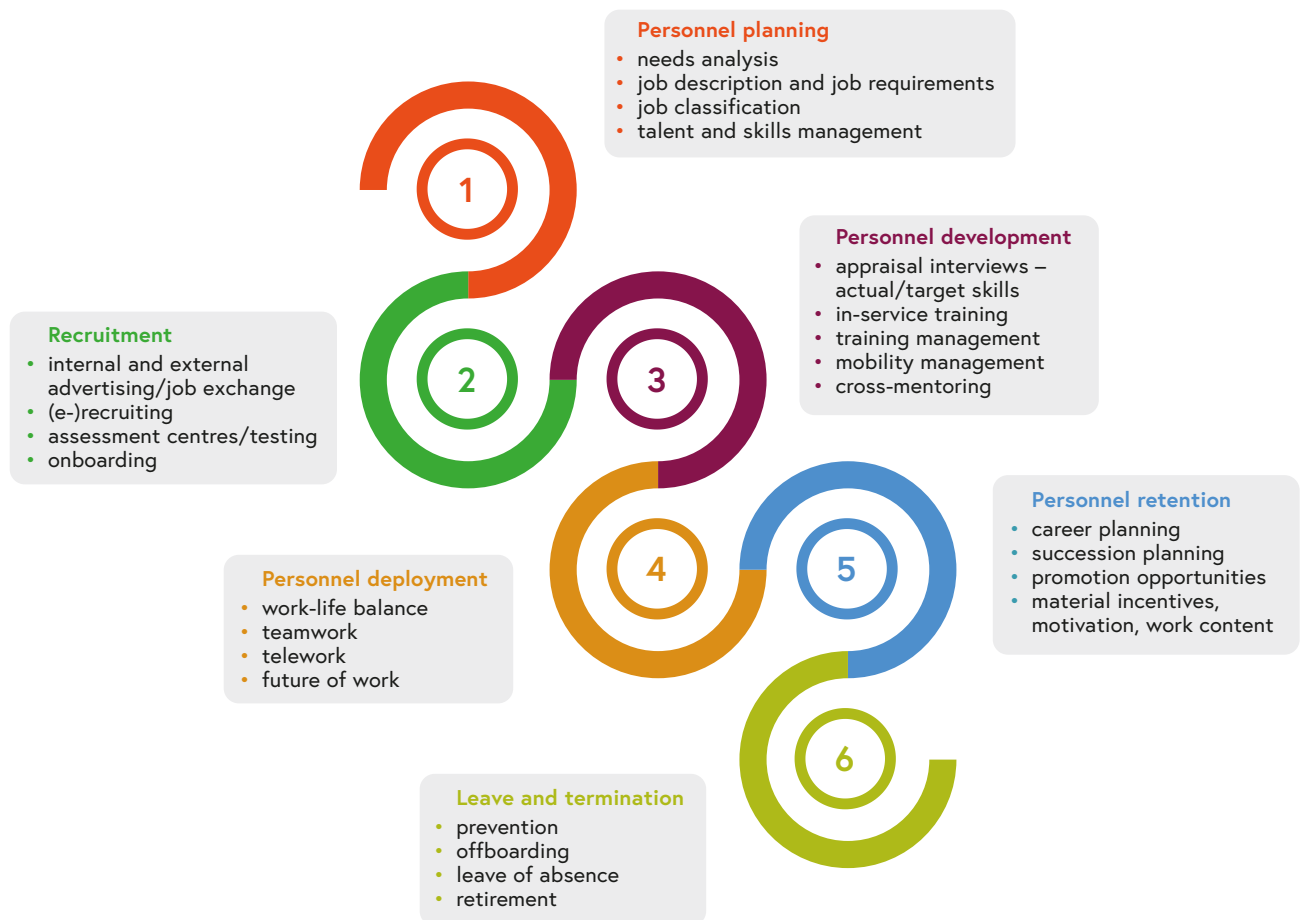 Personnel planning
• needs analysis
• job description and job requirements
• job classification
• talent and skills management
1
Recruitment
• internal and external
advertising/job exchange
• (e-)recruiting
• assessment centres/testing
• onboarding
2
Personnel development
• appraisal interviews –
actual/target skills
• in-service training
• training management
• mobility management
• cross-mentoring
3
Personnel deployment
• work-life balance
• teamwork
• telework
• future of work
4
Personnel retention
• career planning
• succession planning
• promotion opportunities
• material incentives,
motivation, work content
5
Leave and termination
• prevention
• offboarding
• leave of absence
• retirement
6